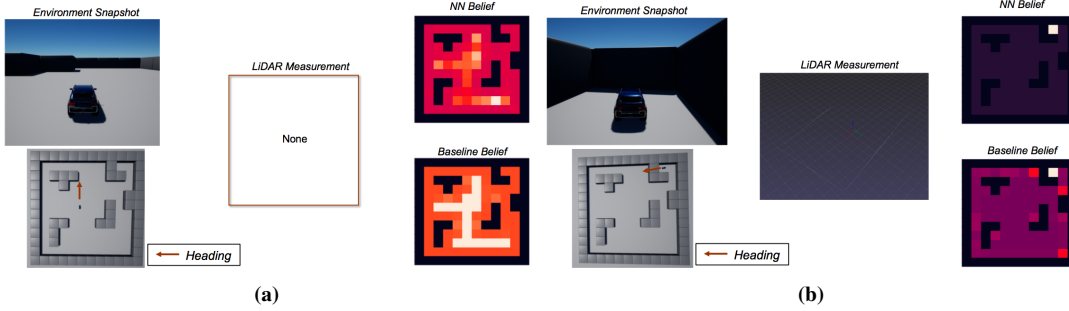 Environment Snapshot
LiDAR Measurement
None
Heading
NN Belief
Baseline Belief
(a)
Environment Snapshot
LiDAR Measurement
Heading
NN Belief
Baseline Belief
(b)